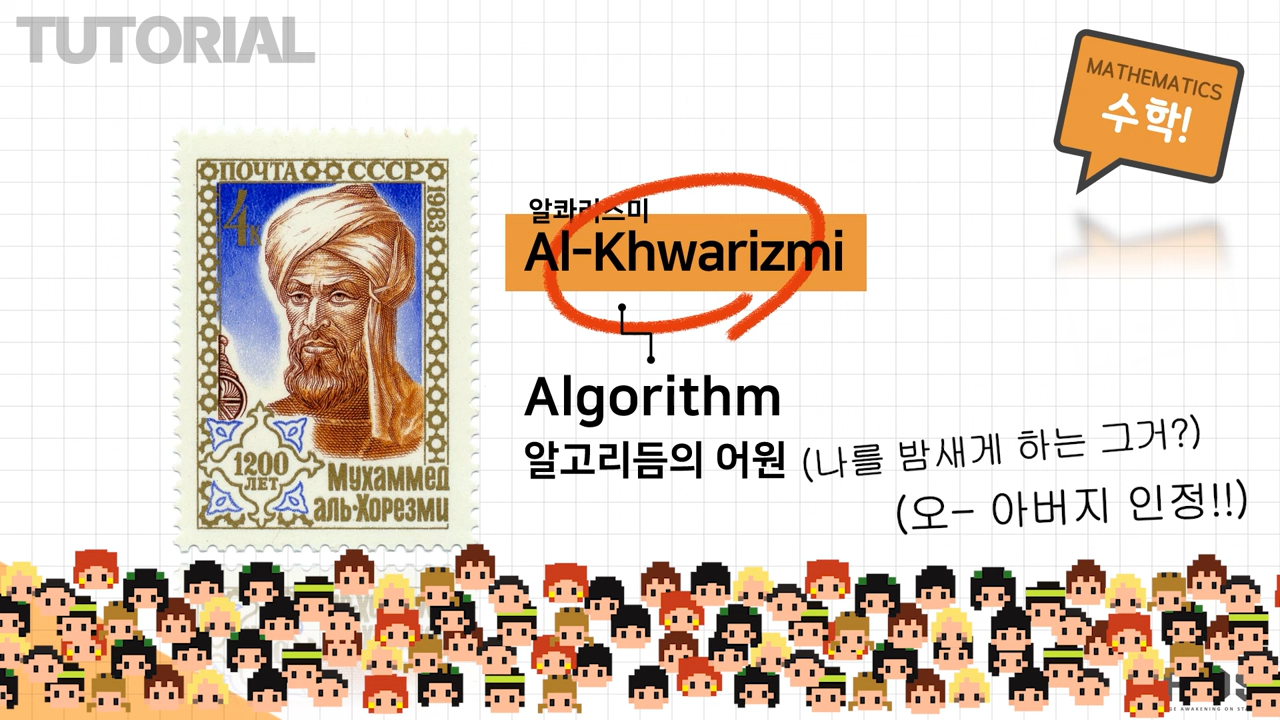 TUTORIAL
MATHEMATICS
수학!
ПОЧТА СССР
1983
4к
1200
ЛЕТ
Мухаммед
аль-Хорезми
알콰리즈미
Al-Khwarizmi
Algorithm
알고리듬의 어원 (나를 밤새게 하는 그거?)
(오- 아버지 인정!!)
AWAKENING ON